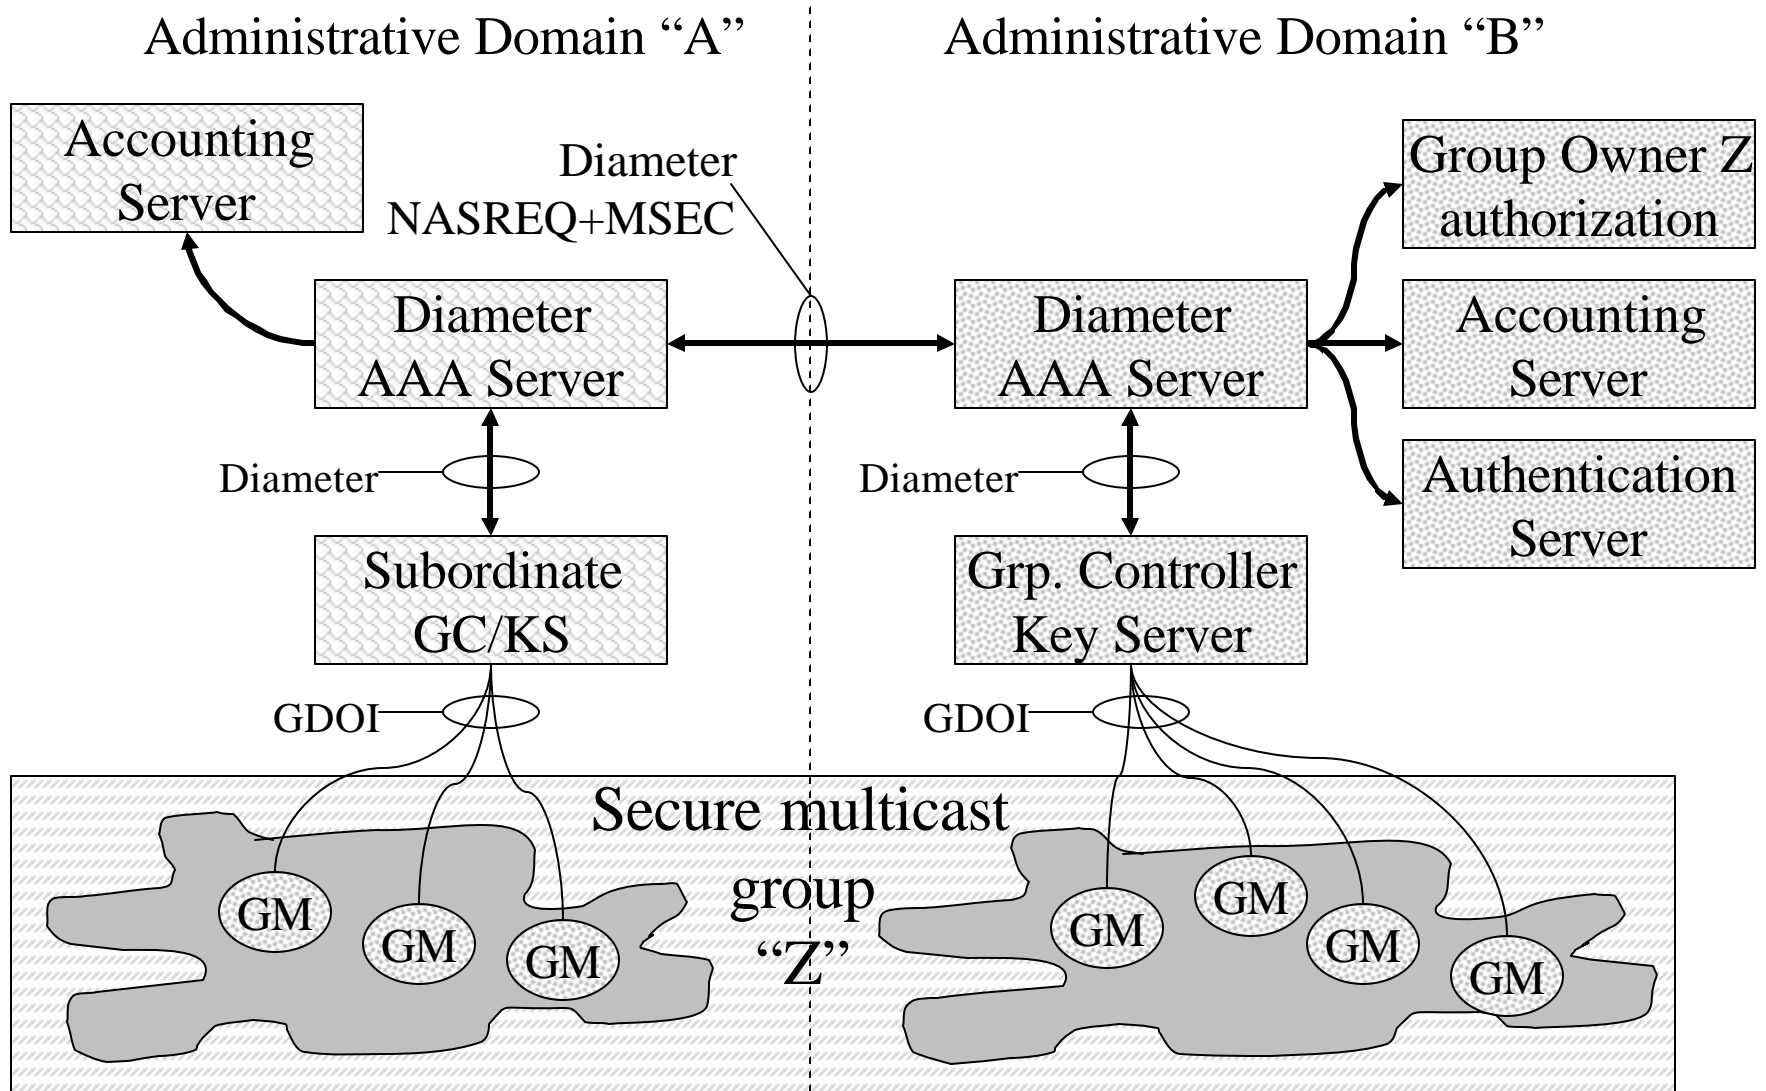 Administrative Domain “A”
Administrative Domain “B”
Accounting
Server
Diameter
NASREQ+MSEC
Group Owner Z
authorization
Diameter
AAA Server
Diameter
AAA Server
Accounting
Server
Diameter
Diameter
Authentication
Server
Subordinate
GC/KS
Grp. Controller
Key Server
GDOI
GDOI
Secure multicast
group
“Z”
GM
GM
GM
GM
GM
GM
GM